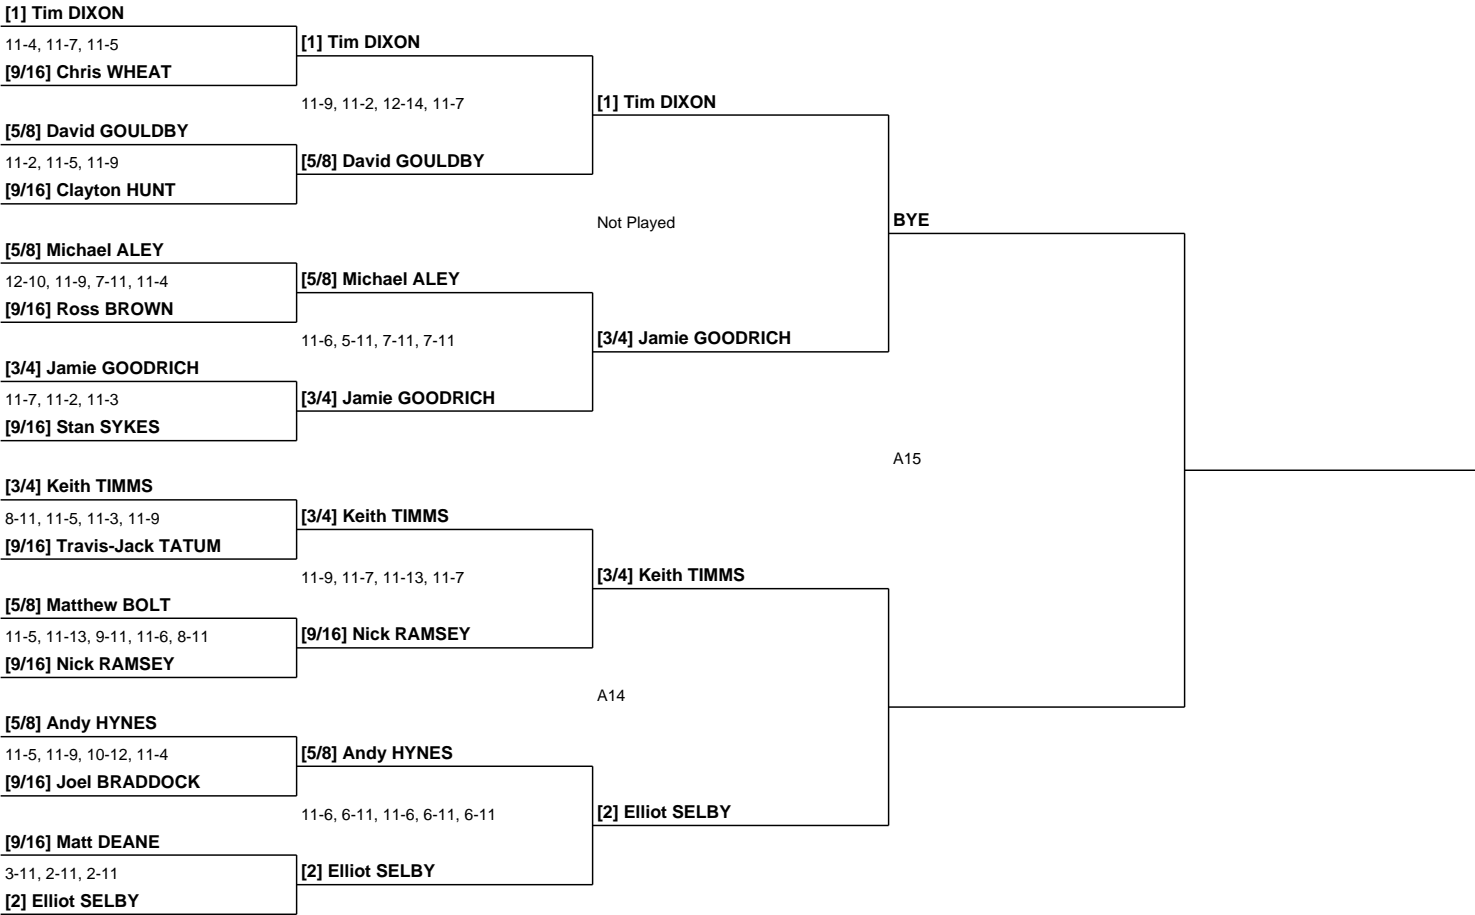 [1] Tim DIXON
11-4, 11-7, 11-5
[9/16] Chris WHEAT
[5/8] David GOULDBY
11-2, 11-5, 11-9
[9/16] Clayton HUNT
[5/8] Michael ALEY
12-10, 11-9, 7-11, 11-4
[9/16] Ross BROWN
[3/4] Jamie GOODRICH
11-7, 11-2, 11-3
[9/16] Stan SYKES
[3/4] Keith TIMMS
8-11, 11-5, 11-3, 11-9
[9/16] Travis-Jack TATUM
[5/8] Matthew BOLT
11-5, 11-13, 9-11, 11-6, 8-11
[9/16] Nick RAMSEY
[5/8] Andy HYNES
11-5, 11-9, 10-12, 11-4
[9/16] Joel BRADDOCK
[9/16] Matt DEANE
3-11, 2-11, 2-11
[2] Elliot SELBY
[1] Tim DIXON
11-9, 11-2, 12-14, 11-7
[5/8] David GOULDBY
[5/8] Michael ALEY
11-6, 5-11, 7-11, 7-11
[3/4] Jamie GOODRICH
[3/4] Keith TIMMS
11-9, 11-7, 11-13, 11-7
[9/16] Nick RAMSEY
[5/8] Andy HYNES
11-6, 6-11, 11-6, 6-11, 6-11
[2] Elliot SELBY
[1] Tim DIXON
Not Played
[3/4] Jamie GOODRICH
[3/4] Keith TIMMS
A14
[2] Elliot SELBY
BYE
A15